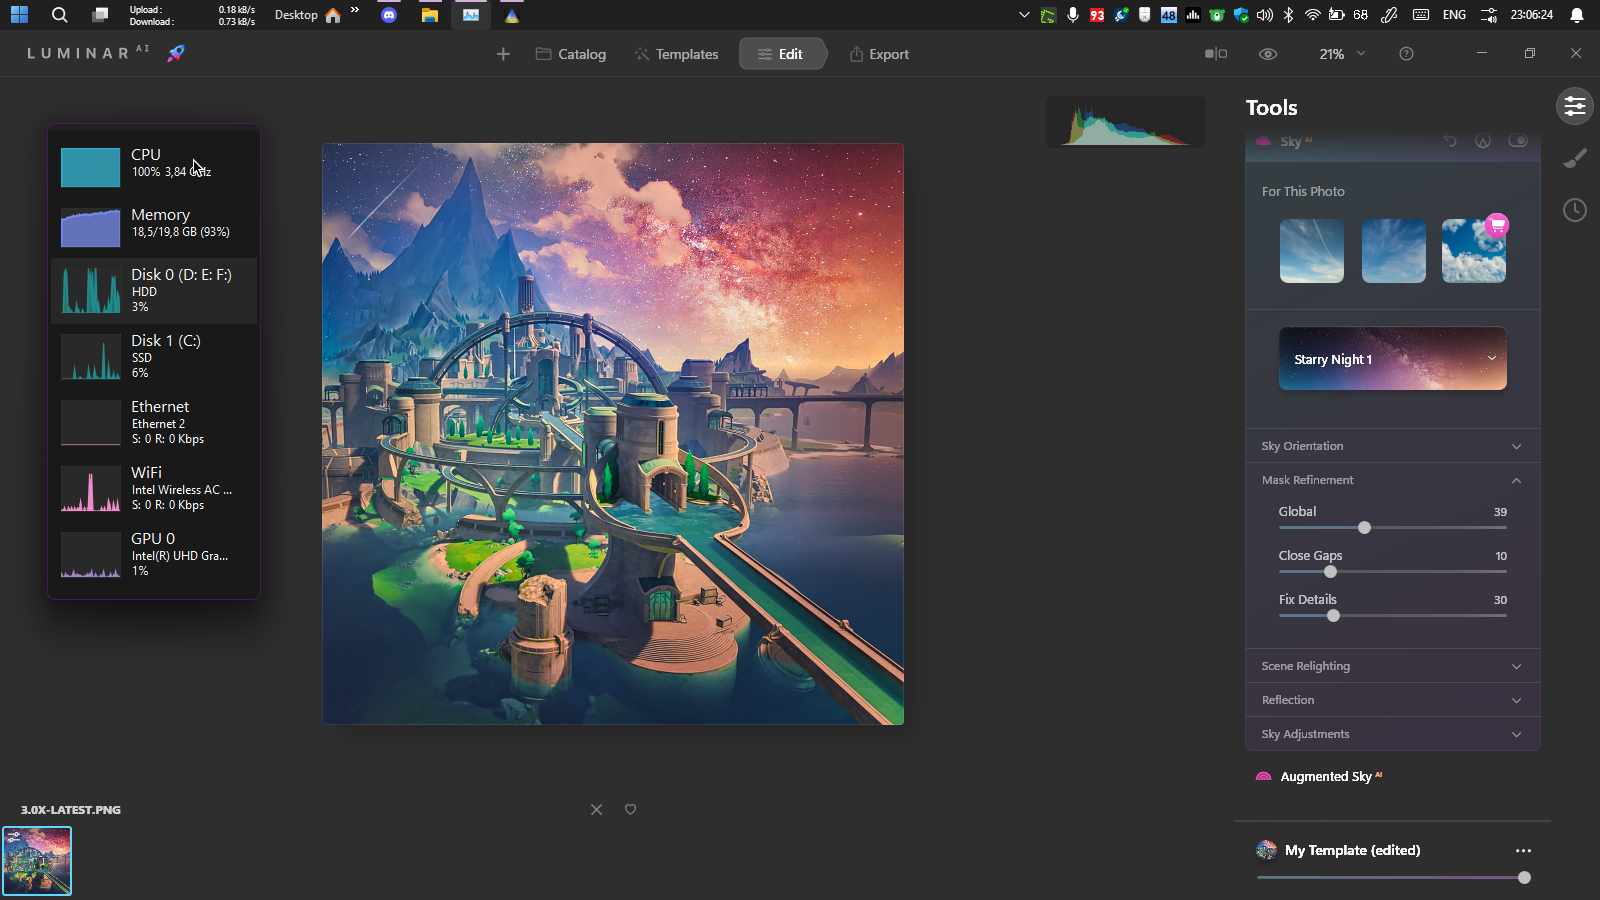 Upload :
0.18 kB/s
Download :
0.73 kB/s
Desktop
»
93
48
68
ENG
23:06:24
LUMINAR AI
Catalog
Templates
Edit
Export
21%
CPU
100% 3,84 GHz
Memory
18,5/19,8 GB (93%)
Disk 0 (D: E: F:)
HDD
3%
Disk 1 (C:)
SSD
6%
Ethernet
Ethernet 2
S: 0 R: 0 Kbps
WiFi
Intel Wireless AC ...
S: 0 R: 0 Kbps
GPU 0
Intel(R) UHD Gra...
1%
3.0X-LATEST.PNG
Tools
Sky AI
For This Photo
Starry Night 1
Sky Orientation
Mask Refinement
Global
39
Close Gaps
10
Fix Details
30
Scene Relighting
Reflection
Sky Adjustments
Augmented Sky AI
My Template (edited)